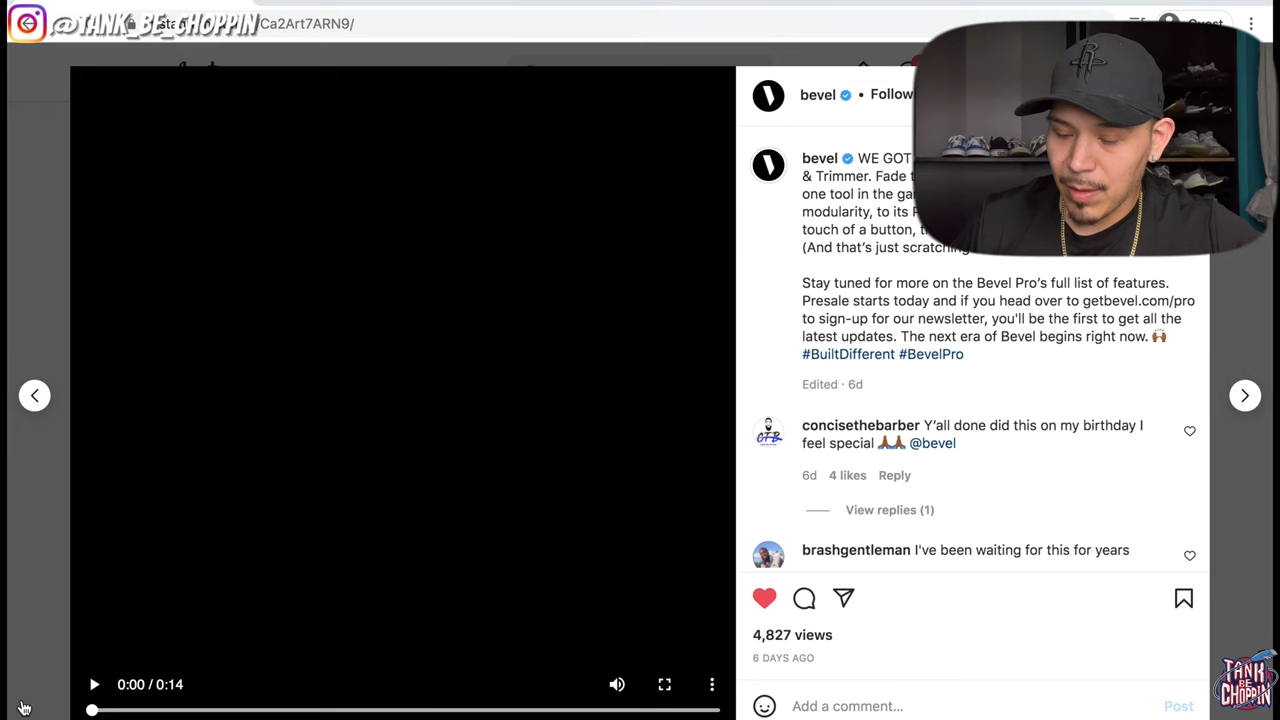 @TANK_BE_CHOPPIN
/Ca2Art7ARN9/
Guest
bevel • Follow
bevel WE GOT
& Trimmer. Fade
one tool in the
modularity, to its
touch of a button,
(And that's just scratching
Stay tuned for more on the Bevel Pro's full list of features.
Presale starts today and if you head over to getbevel.com/pro
to sign-up for our newsletter, you'll be the first to get all the
latest updates. The next era of Bevel begins right now. 🙌🏾
#BuiltDifferent #BevelPro
Edited · 6d
concisethebarber Y'all done did this on my birthday I
feel special 🙏🏾🙏🏾 @bevel
6d 4 likes Reply
View replies (1)
brashgentleman I've been waiting for this for years
4,827 views
6 DAYS AGO
0:00 / 0:14
Add a comment...
Post
TANK
BE
CHOPPIN